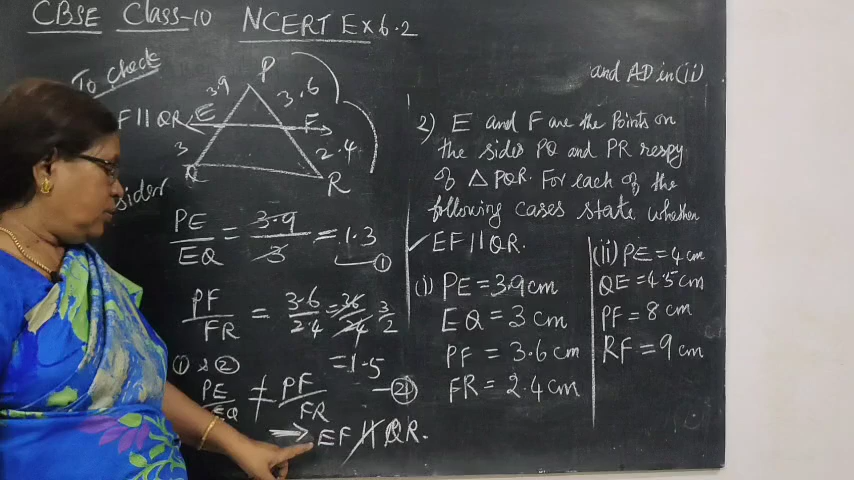 CBSE Class-10 NCERT Ex 6.2
To check
F || QR
P
3.9
3.6
E
F
3
2.4
Q
R
sider
PE/EQ = 3.9/3 = 1.3
①
PF/FR = 3.6/2.4 = 36/24 3/2
= 1.5
② 
① & ②
PE/EQ ≠ PF/FR
⇒ EF ∦ QR.
and AD in (ii)
2) E and F are the Points on
the sides PQ and PR respy
of △PQR. For each of the
following cases state whether
EF || QR.
(i) PE = 3.9cm
EQ = 3 cm
PF = 3.6 cm
FR = 2.4 cm
(ii) PE = 4 cm
QE = 4.5 cm
PF = 8 cm
RF = 9 cm